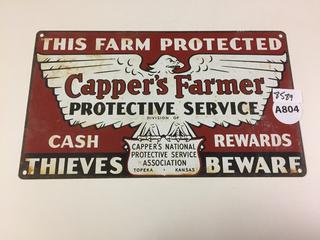 THIS FARM PROTECTED
Capper's Farmer
PROTECTIVE SERVICE
DIVISION OF
8589
A804
CASH
CAPPER'S NATIONAL
PROTECTIVE SERVICE
ASSOCIATION
TOPEKA • KANSAS
REWARDS
THIEVES
BEWARE